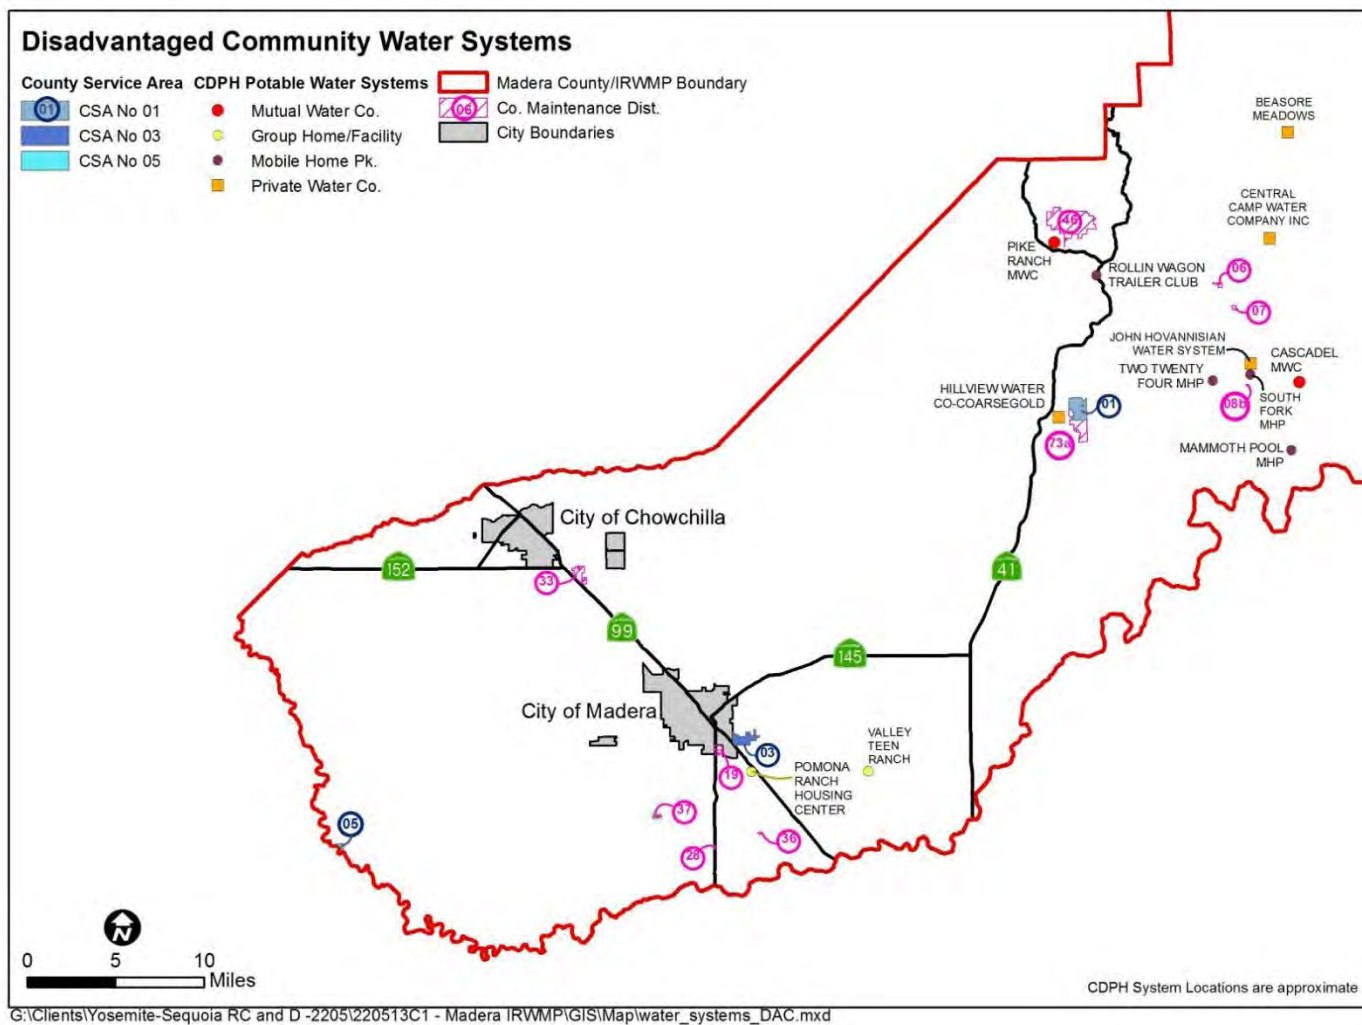 Disadvantaged Community Water Systems
County Service Area
01
CSA No 01
CSA No 03
CSA No 05
CDPH Potable Water Systems
Mutual Water Co.
Group Home/Facility
Mobile Home Pk.
Private Water Co.
Madera County/IRWMP Boundary
06
Co. Maintenance Dist.
City Boundaries
BEASORE
MEADOWS
CENTRAL
CAMP WATER
COMPANY INC
46
PIKE
RANCH
MWC
ROLLIN WAGON
TRAILER CLUB
06
07
JOHN HOVANNISIAN
WATER SYSTEM
TWO TWENTY
FOUR MHP
CASCADEL
MWC
08b
SOUTH
FORK
MHP
HILLVIEW WATER
CO-COARSEGOLD
01
73a
MAMMOTH POOL
MHP
City of Chowchilla
152
33
41
99
145
City of Madera
03
19
VALLEY
TEEN
RANCH
POMONA
RANCH
HOUSING
CENTER
37
05
36
28
N
0 5 10
Miles
CDPH System Locations are approximate
G:\Clients\Yosemite-Sequoia RC and D -2205\220513C1 - Madera IRWMP\GIS\Map\water_systems_DAC.mxd